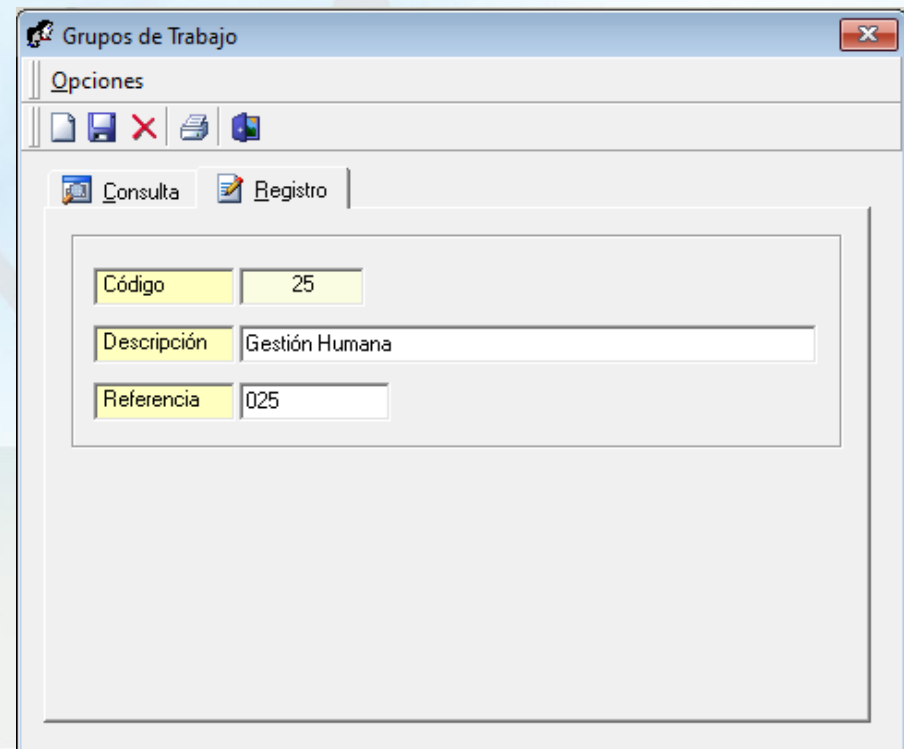 Grupos de Trabajo
Opciones
Consulta Registro
Código 25
Descripción Gestión Humana
Referencia 025